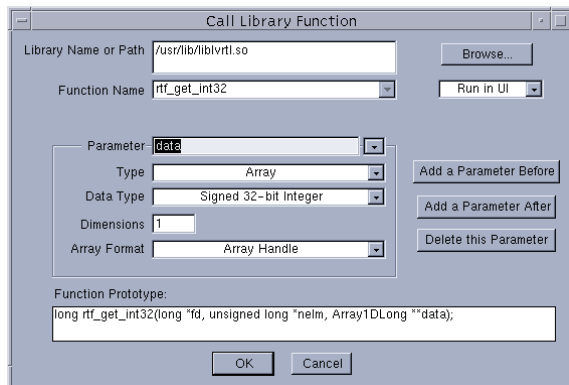 Call Library Function
Library Name or Path /usr/lib/liblvrtl.so Browse...
Function Name rtf_get_int32 Run in UI
Parameter data
Type Array Add a Parameter Before
Data Type Signed 32-bit Integer
Dimensions 1 Add a Parameter After
Array Format Array Handle Delete this Parameter
Function Prototype:
long rtf_get_int32(long *fd, unsigned long *nelm, Array1DLong **data);
OK Cancel